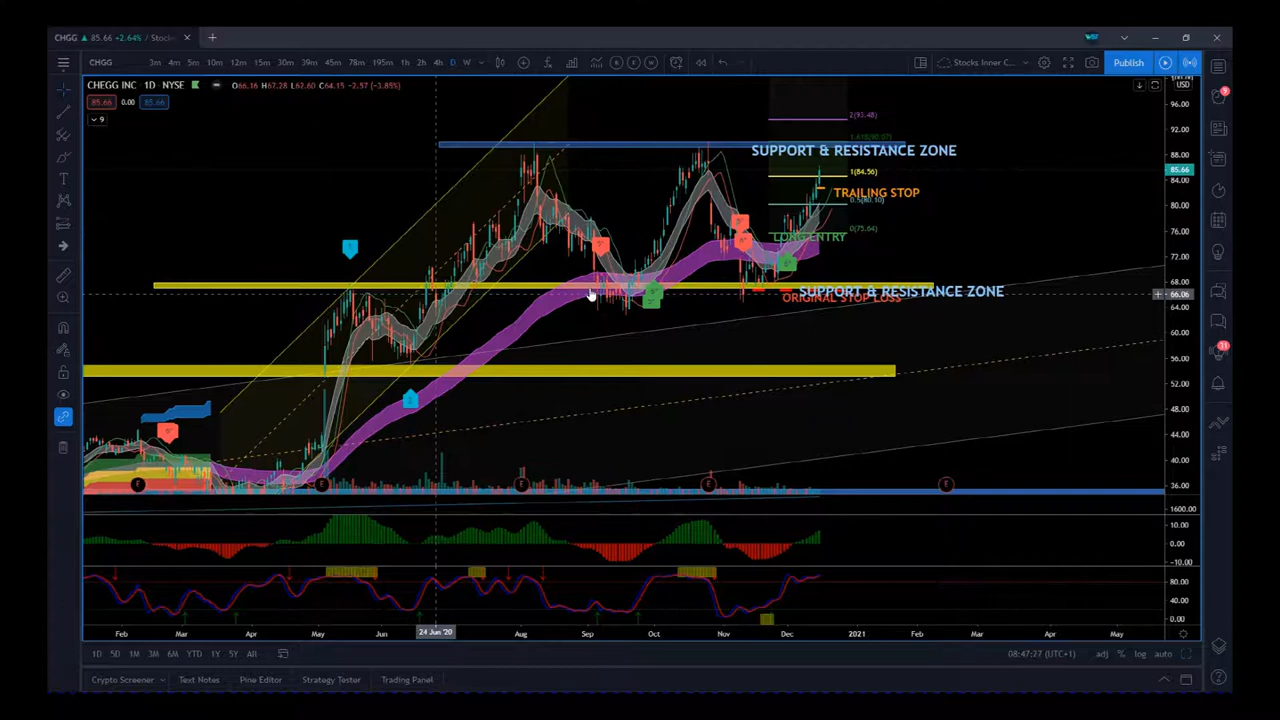 CHGG ▲ 85.66 +2.64% / Stocks
CHGG 3m 4m 5m 10m 12m 15m 30m 39m 45m 78m 195m 1h 2h 4h D W Stocks Inner C... Publish
CHEGG INC 1D NYSE O66.16 H67.28 L62.60 C64.15 -2.57 (-3.85%) USD
85.66 0.00 85.66
9
2(93.48)
1.618(90.07)
SUPPORT & RESISTANCE ZONE
1(84.56)
TRAILING STOP
0.5(80.10)
0(75.64)
LONG ENTRY
SUPPORT & RESISTANCE ZONE
ORIGINAL STOP LOSS
96.00
92.00
88.00
85.66
84.00
80.00
76.00
72.00
68.00
66.06
64.00
60.00
56.00
52.00
48.00
44.00
40.00
36.00
1600.00
10.00
0.00
-10.00
80.00
40.00
0.00
E E E E E
9
31
Feb Mar Apr May Jun 24 Jun '20 Aug Sep Oct Nov Dec 2021 Feb Mar Apr May
1D 5D 1M 3M 6M YTD 1Y 5Y All 08:47:27 (UTC+1) adj % log auto
Crypto Screener Text Notes Pine Editor Strategy Tester Trading Panel